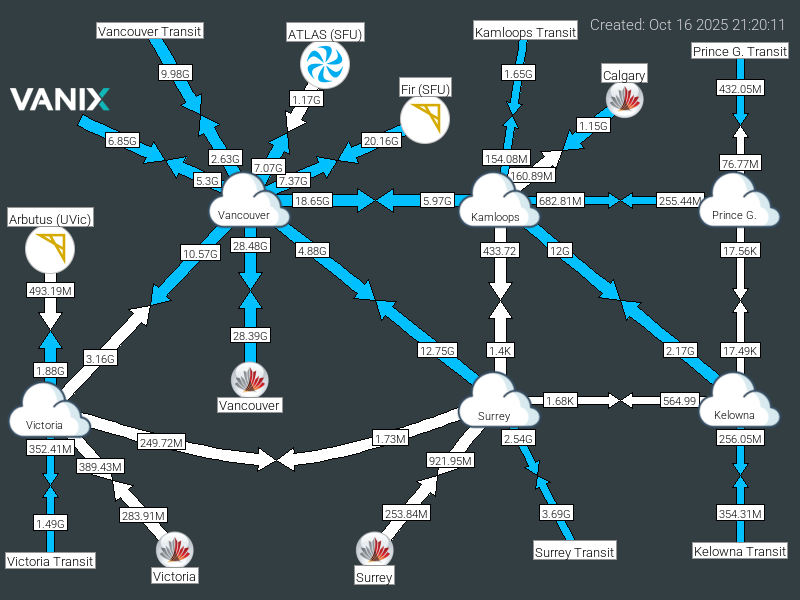 Created: Oct 16 2025 21:20:11
Vancouver Transit
ATLAS (SFU)
Kamloops Transit
Prince G. Transit
9.98G
1.65G
Calgary
Fir (SFU)
432.05M
VANIX
1.17G
1.15G
6.85G
20.16G
2.63G
154.08M
76.77M
7.07G
160.89M
5.3G
7.37G
18.65G
5.97G
682.81M
255.44M
Arbutus (UVic)
Vancouver
Kamloops
Prince G.
10.57G
28.48G
4.88G
433.72
12G
17.56K
493.19M
28.39G
3.16G
12.75G
1.4K
2.17G
17.49K
1.88G
Vancouver
1.68K
564.99
Victoria
Surrey
Kelowna
352.41M
249.72M
1.73M
2.54G
256.05M
389.43M
921.95M
1.49G
283.91M
253.84M
3.69G
354.31M
Victoria Transit
Victoria
Surrey
Surrey Transit
Kelowna Transit